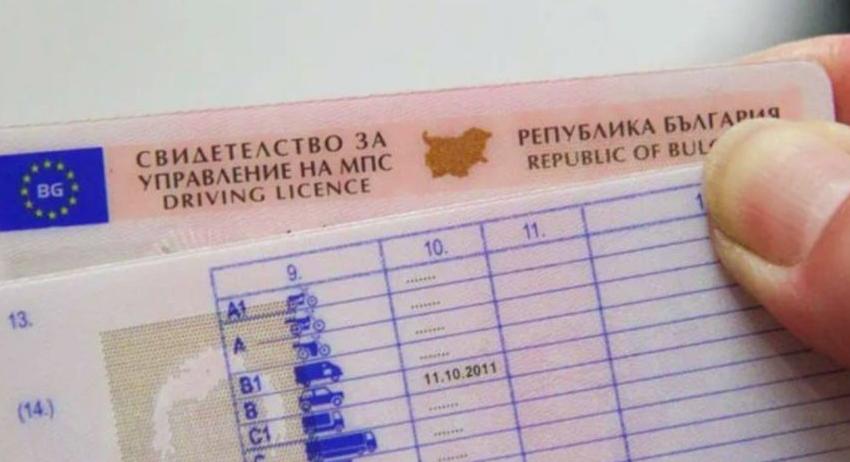 BG
СВИДЕТЕЛСТВО ЗА
УПРАВЛЕНИЕ НА МПС
DRIVING LICENCE
РЕПУБЛИКА БЪЛГАРИЯ
REPUBLIC OF
9. 10. 11.
13.
(14.)
A1 .......
A .......
.......
B1 11.10.2011
B .......
C1 .......